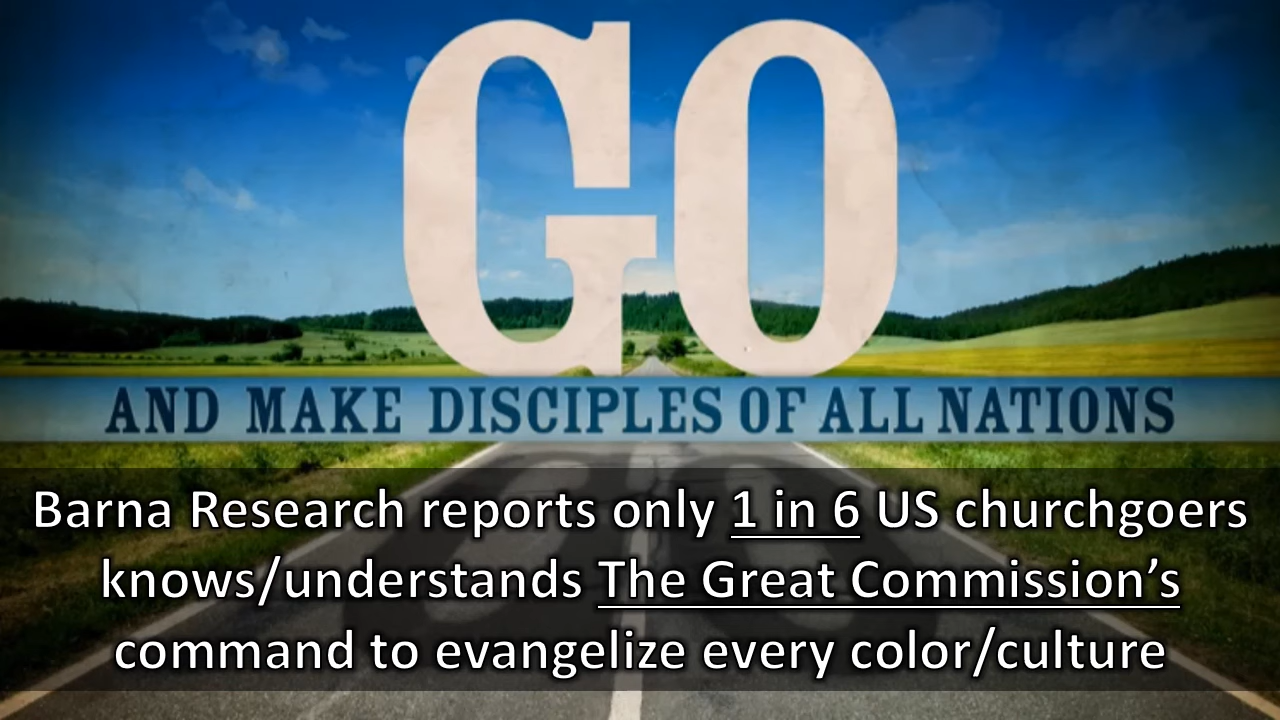 GO
AND MAKE DISCIPLES OF ALL NATIONS
Barna Research reports only 1 in 6 US churchgoers
knows/understands The Great Commission’s
command to evangelize every color/culture